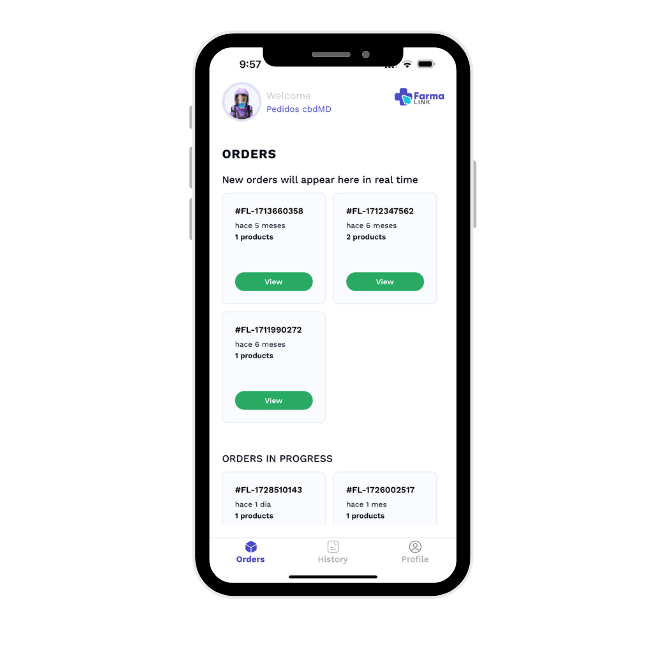 9:57
Welcome
Pedidos cbdMD
Farma
LINK
ORDERS
New orders will appear here in real time
#FL-1713660358
hace 5 meses
1 products
View
#FL-1712347562
hace 6 meses
2 products
View
#FL-1711990272
hace 6 meses
1 products
View
ORDERS IN PROGRESS
#FL-1728510143
hace 1 día
1 products
#FL-1726002517
hace 1 mes
1 products
Orders
History
Profile